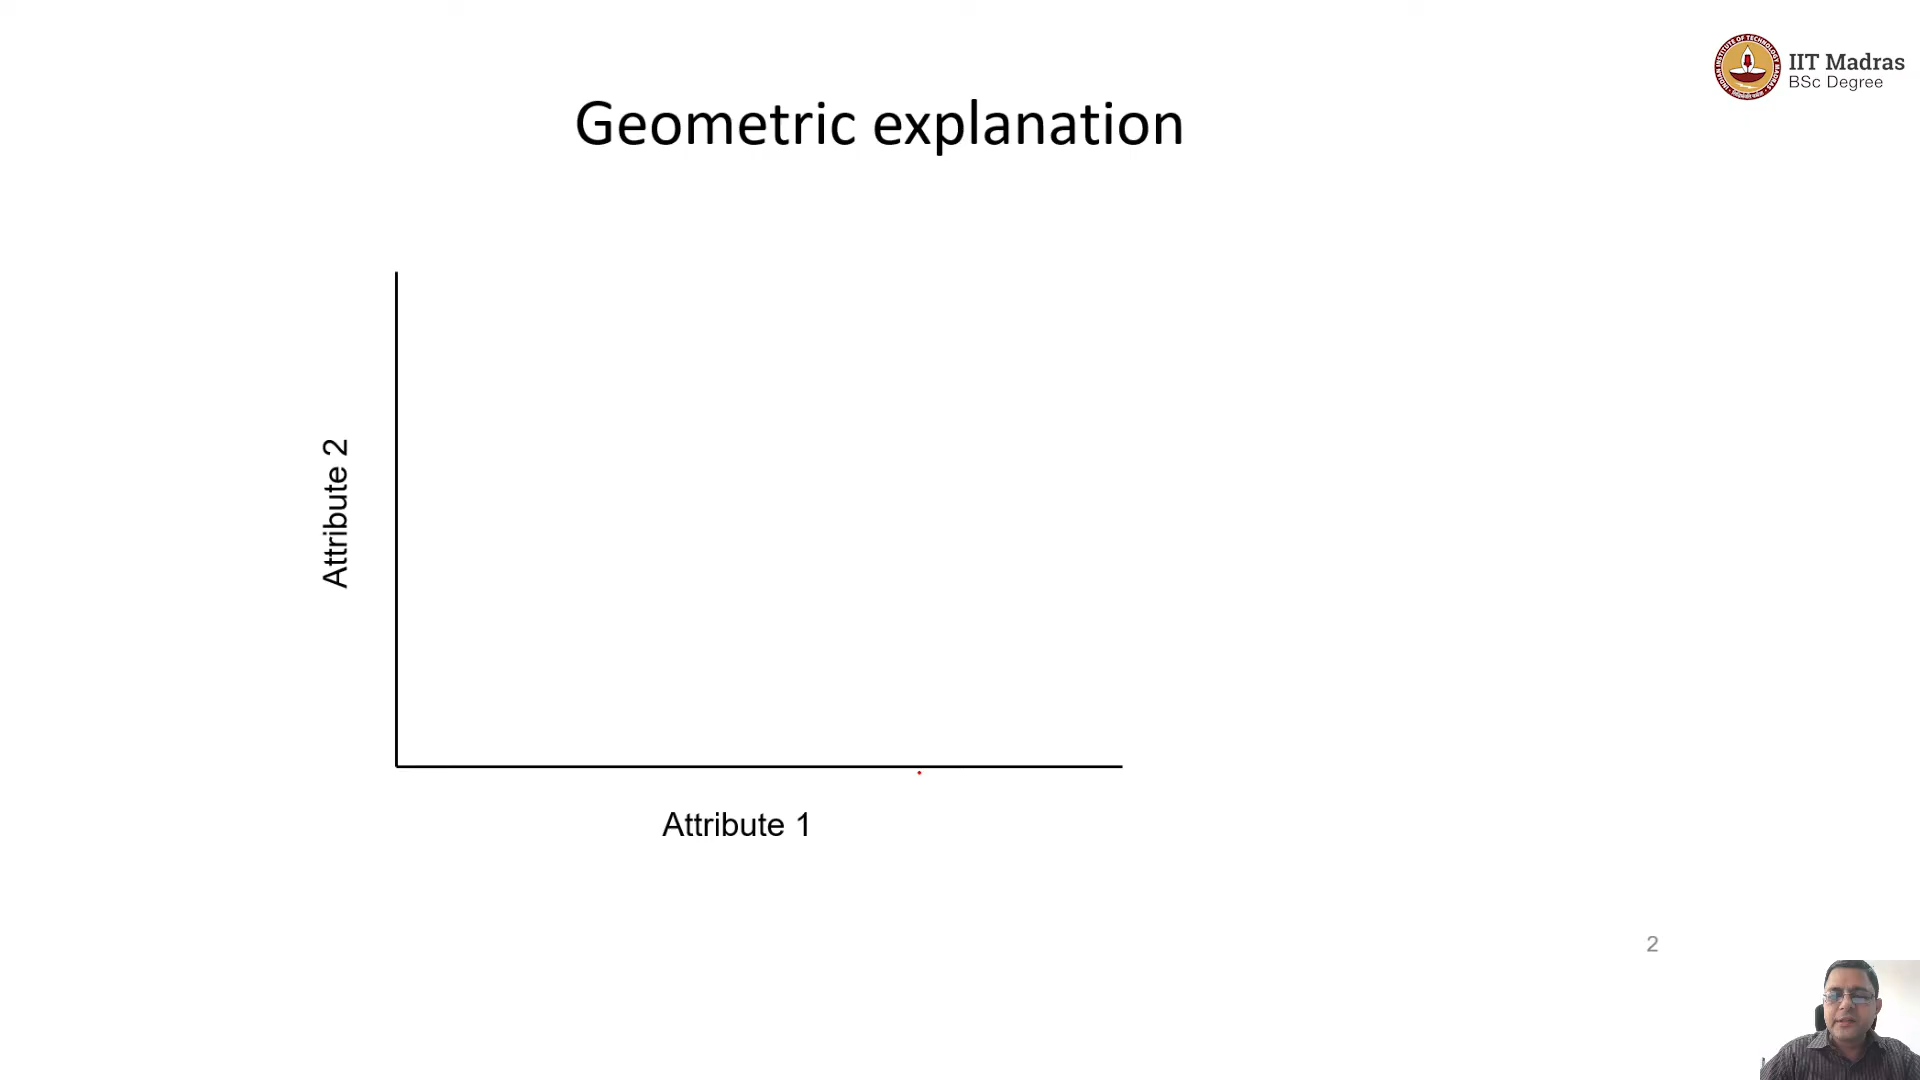 IIT Madras
BSc Degree
Geometric explanation
Attribute 2
Attribute 1
2